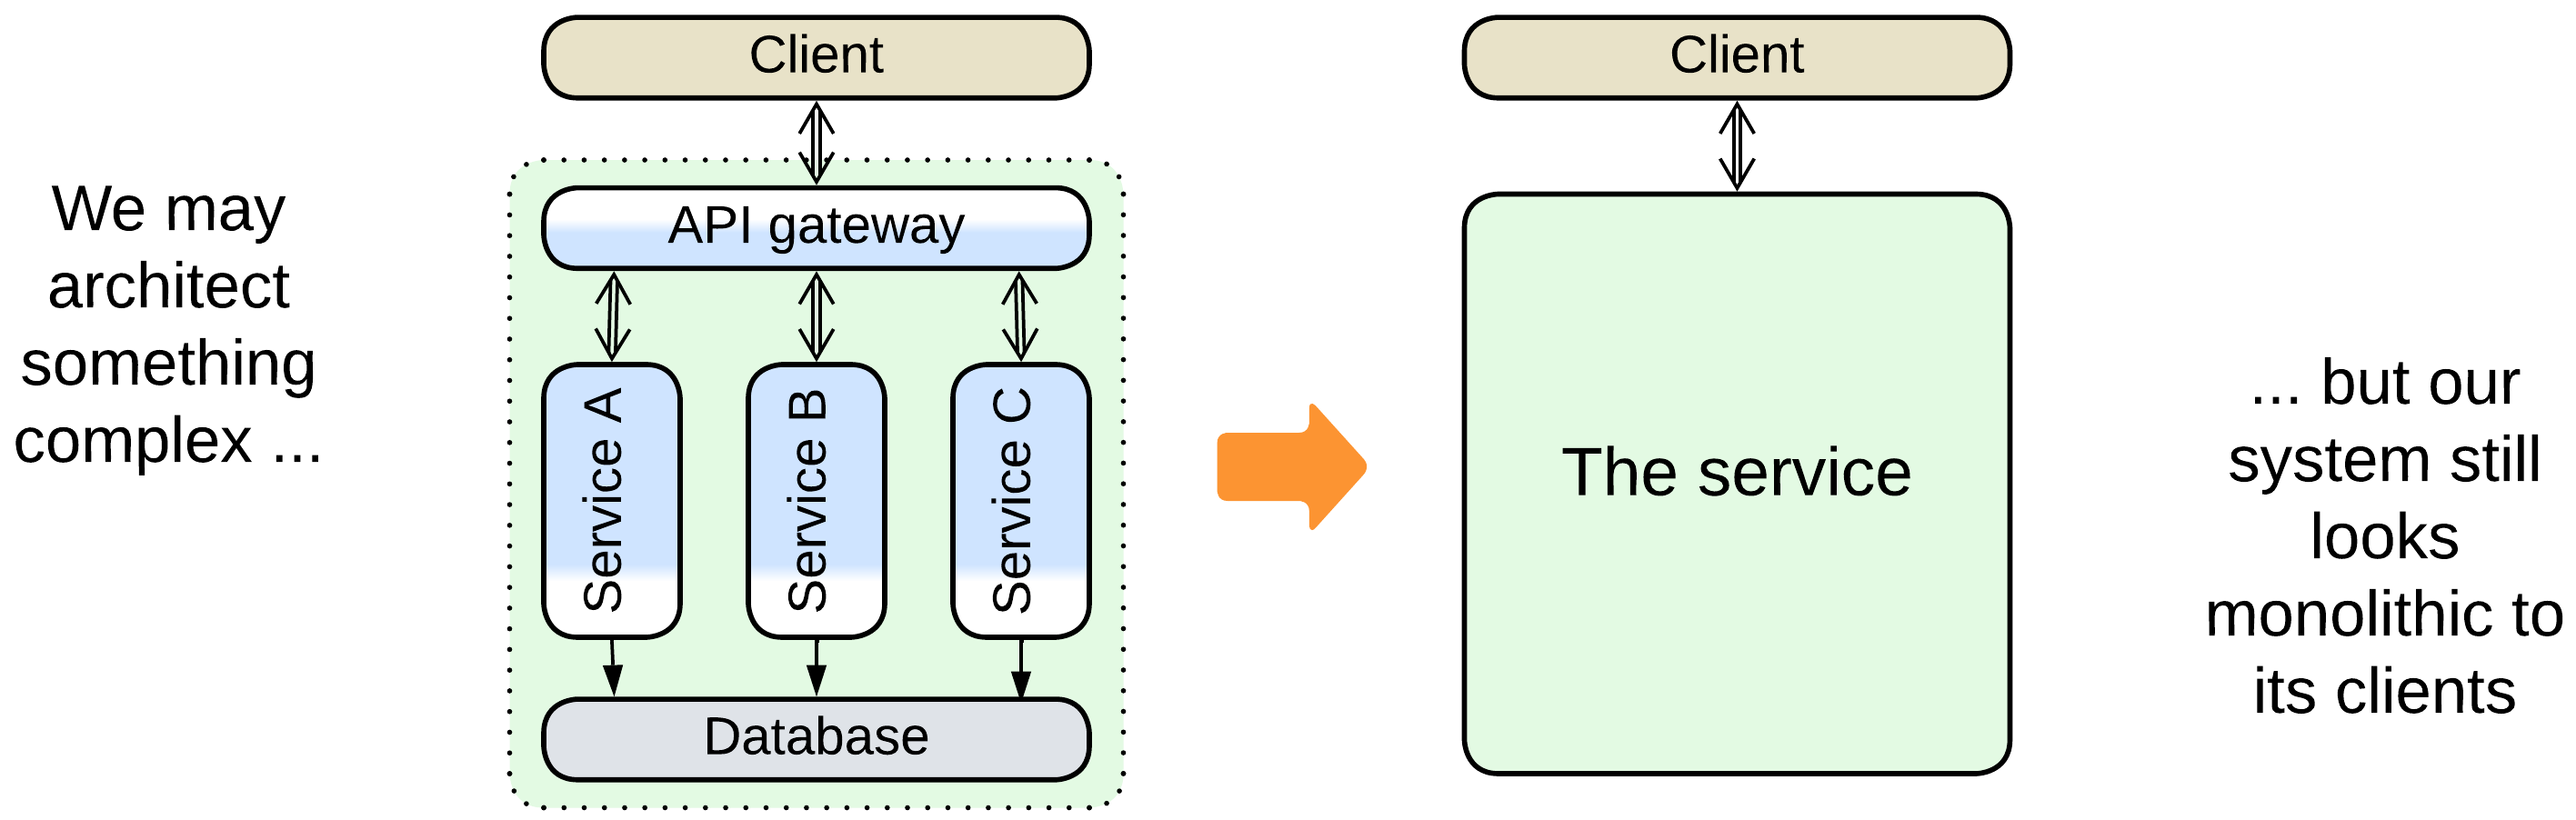 We may
architect
something
complex ...
Client
API gateway
Service A
Service B
Service C
Database
Client
The service
... but our
system still
looks
monolithic to
its clients